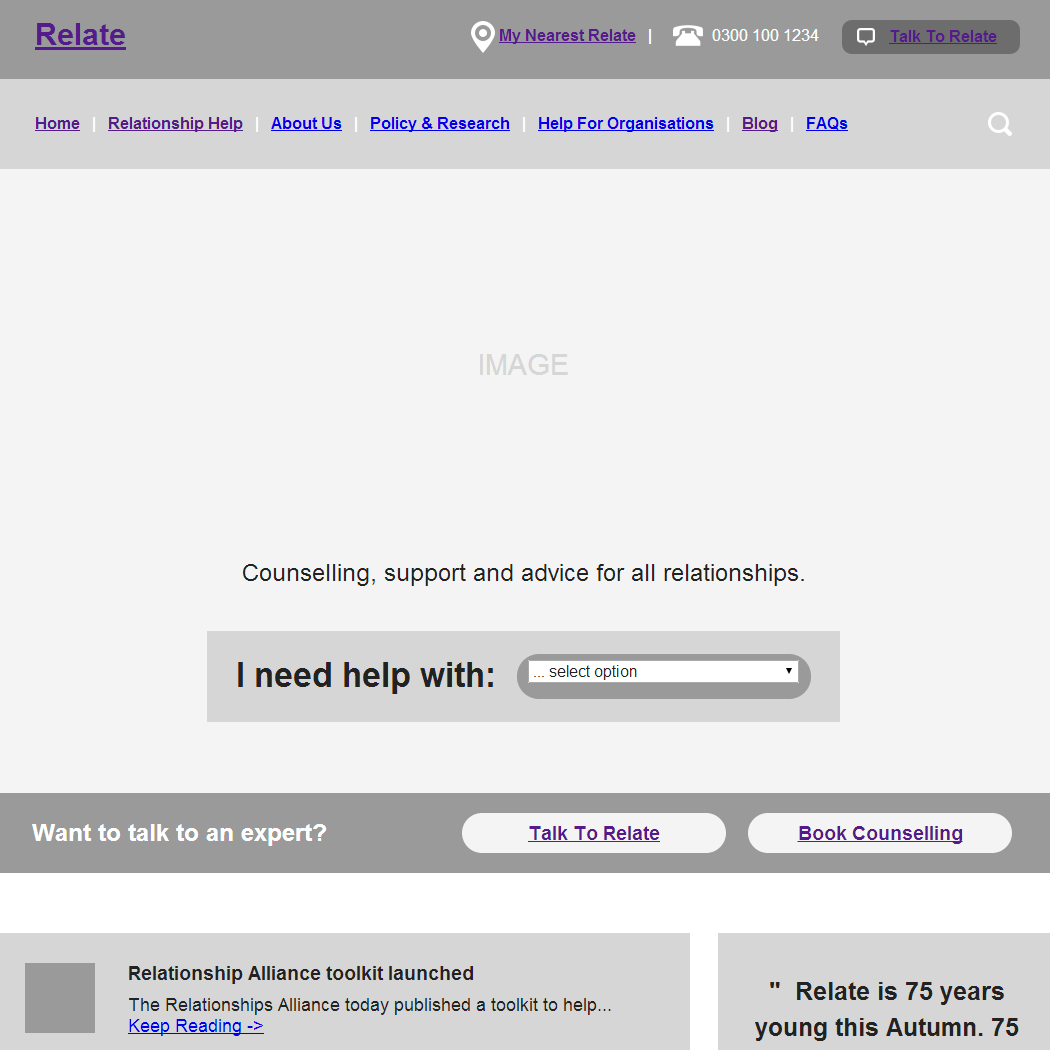 Relate
My Nearest Relate | 0300 100 1234 Talk To Relate
Home | Relationship Help | About Us | Policy & Research | Help For Organisations | Blog | FAQs
IMAGE
Counselling, support and advice for all relationships.
I need help with: ... select option
Want to talk to an expert? Talk To Relate Book Counselling
Relationship Alliance toolkit launched
The Relationships Alliance today published a toolkit to help...
Keep Reading ->
" Relate is 75 years
young this Autumn. 75